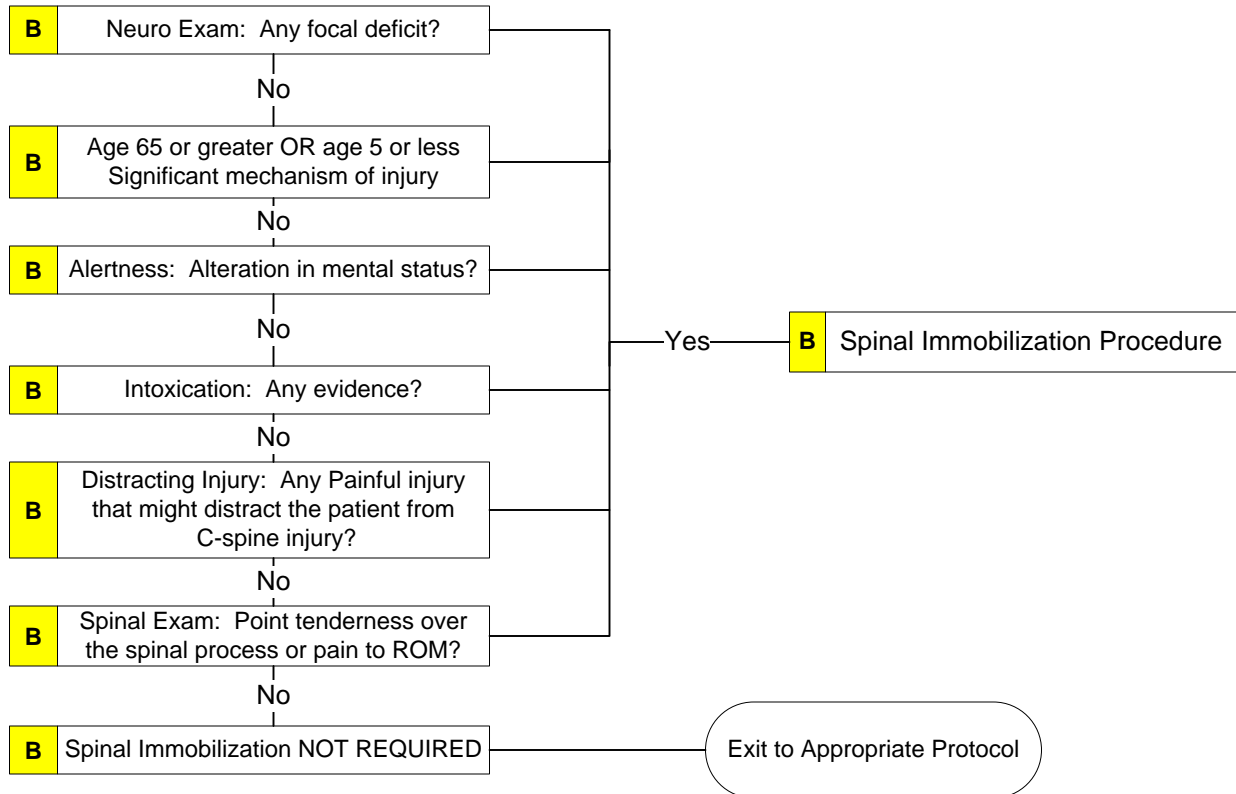 B Neuro Exam: Any focal deficit?
No
B Age 65 or greater OR age 5 or less
Significant mechanism of injury
No
B Alertness: Alteration in mental status?
No
Yes
B Spinal Immobilization Procedure
B Intoxication: Any evidence?
No
B Distracting Injury: Any Painful injury
that might distract the patient from
C-spine injury?
No
B Spinal Exam: Point tenderness over
the spinal process or pain to ROM?
No
B Spinal Immobilization NOT REQUIRED
Exit to Appropriate Protocol